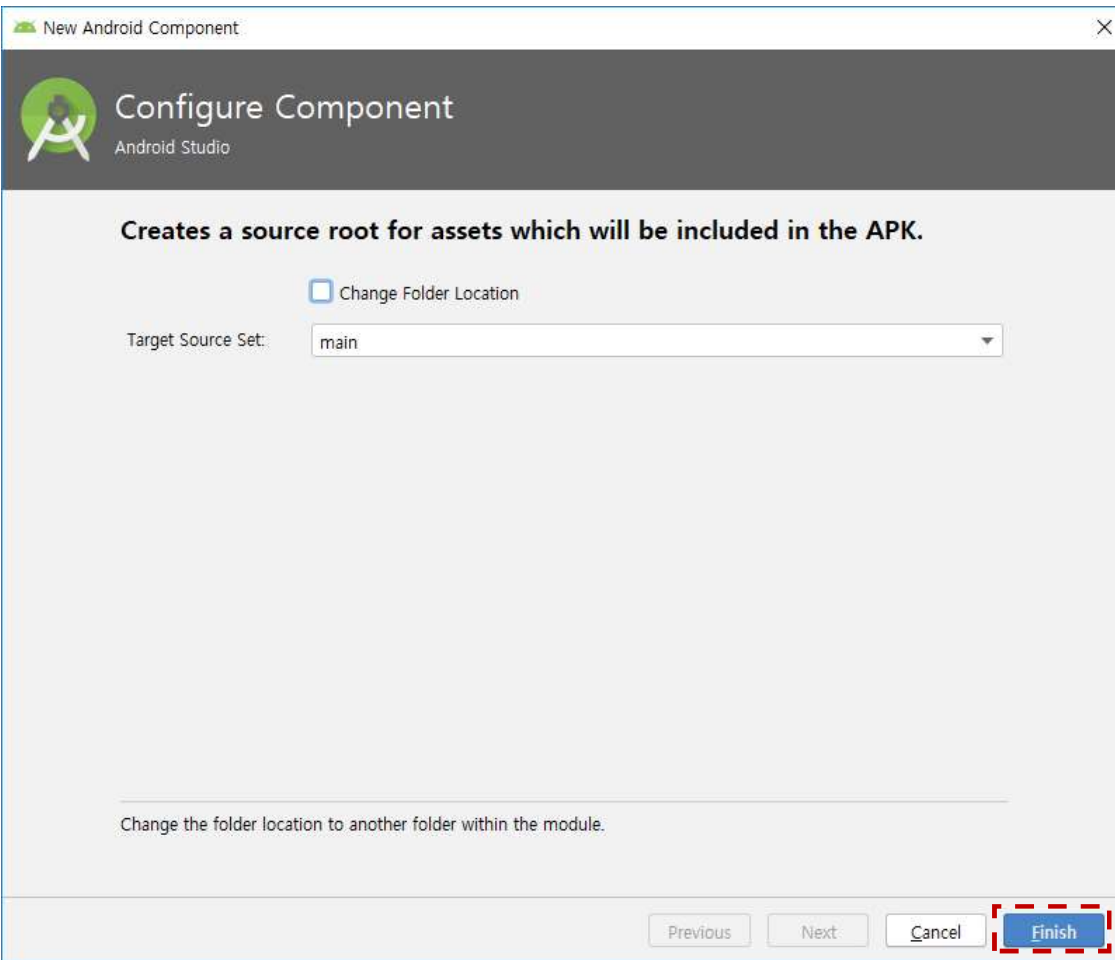 New Android Component
Configure Component
Android Studio
Creates a source root for assets which will be included in the APK.
Change Folder Location
Target Source Set:
main
Change the folder location to another folder within the module.
Previous
Next
Cancel
Finish